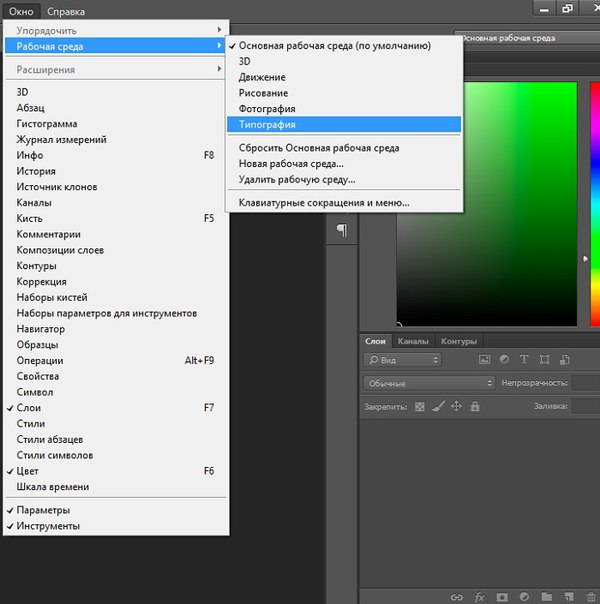 Окно Справка
Упорядочить
Рабочая среда
Расширения
3D
Абзац
Гистограмма
Журнал измерений
Инфо F8
История
Источник клонов
Каналы
Кисть F5
Комментарии
Композиции слоев
Контуры
Коррекция
Наборы кистей
Наборы параметров для инструментов
Навигатор
Образцы
Операции Alt+F9
Свойства
Символ
Слои F7
Стили
Стили абзацев
Стили символов
Цвет F6
Шкала времени
Параметры
Инструменты
Основная рабочая среда (по умолчанию)
3D
Движение
Рисование
Фотография
Типография
Сбросить Основная рабочая среда
Новая рабочая среда...
Удалить рабочую среду...
Клавиатурные сокращения и меню...
Основная рабочая среда
Слои Каналы Контуры
Вид
Обычные Непрозрачность:
Закрепить: Заливка:
fx